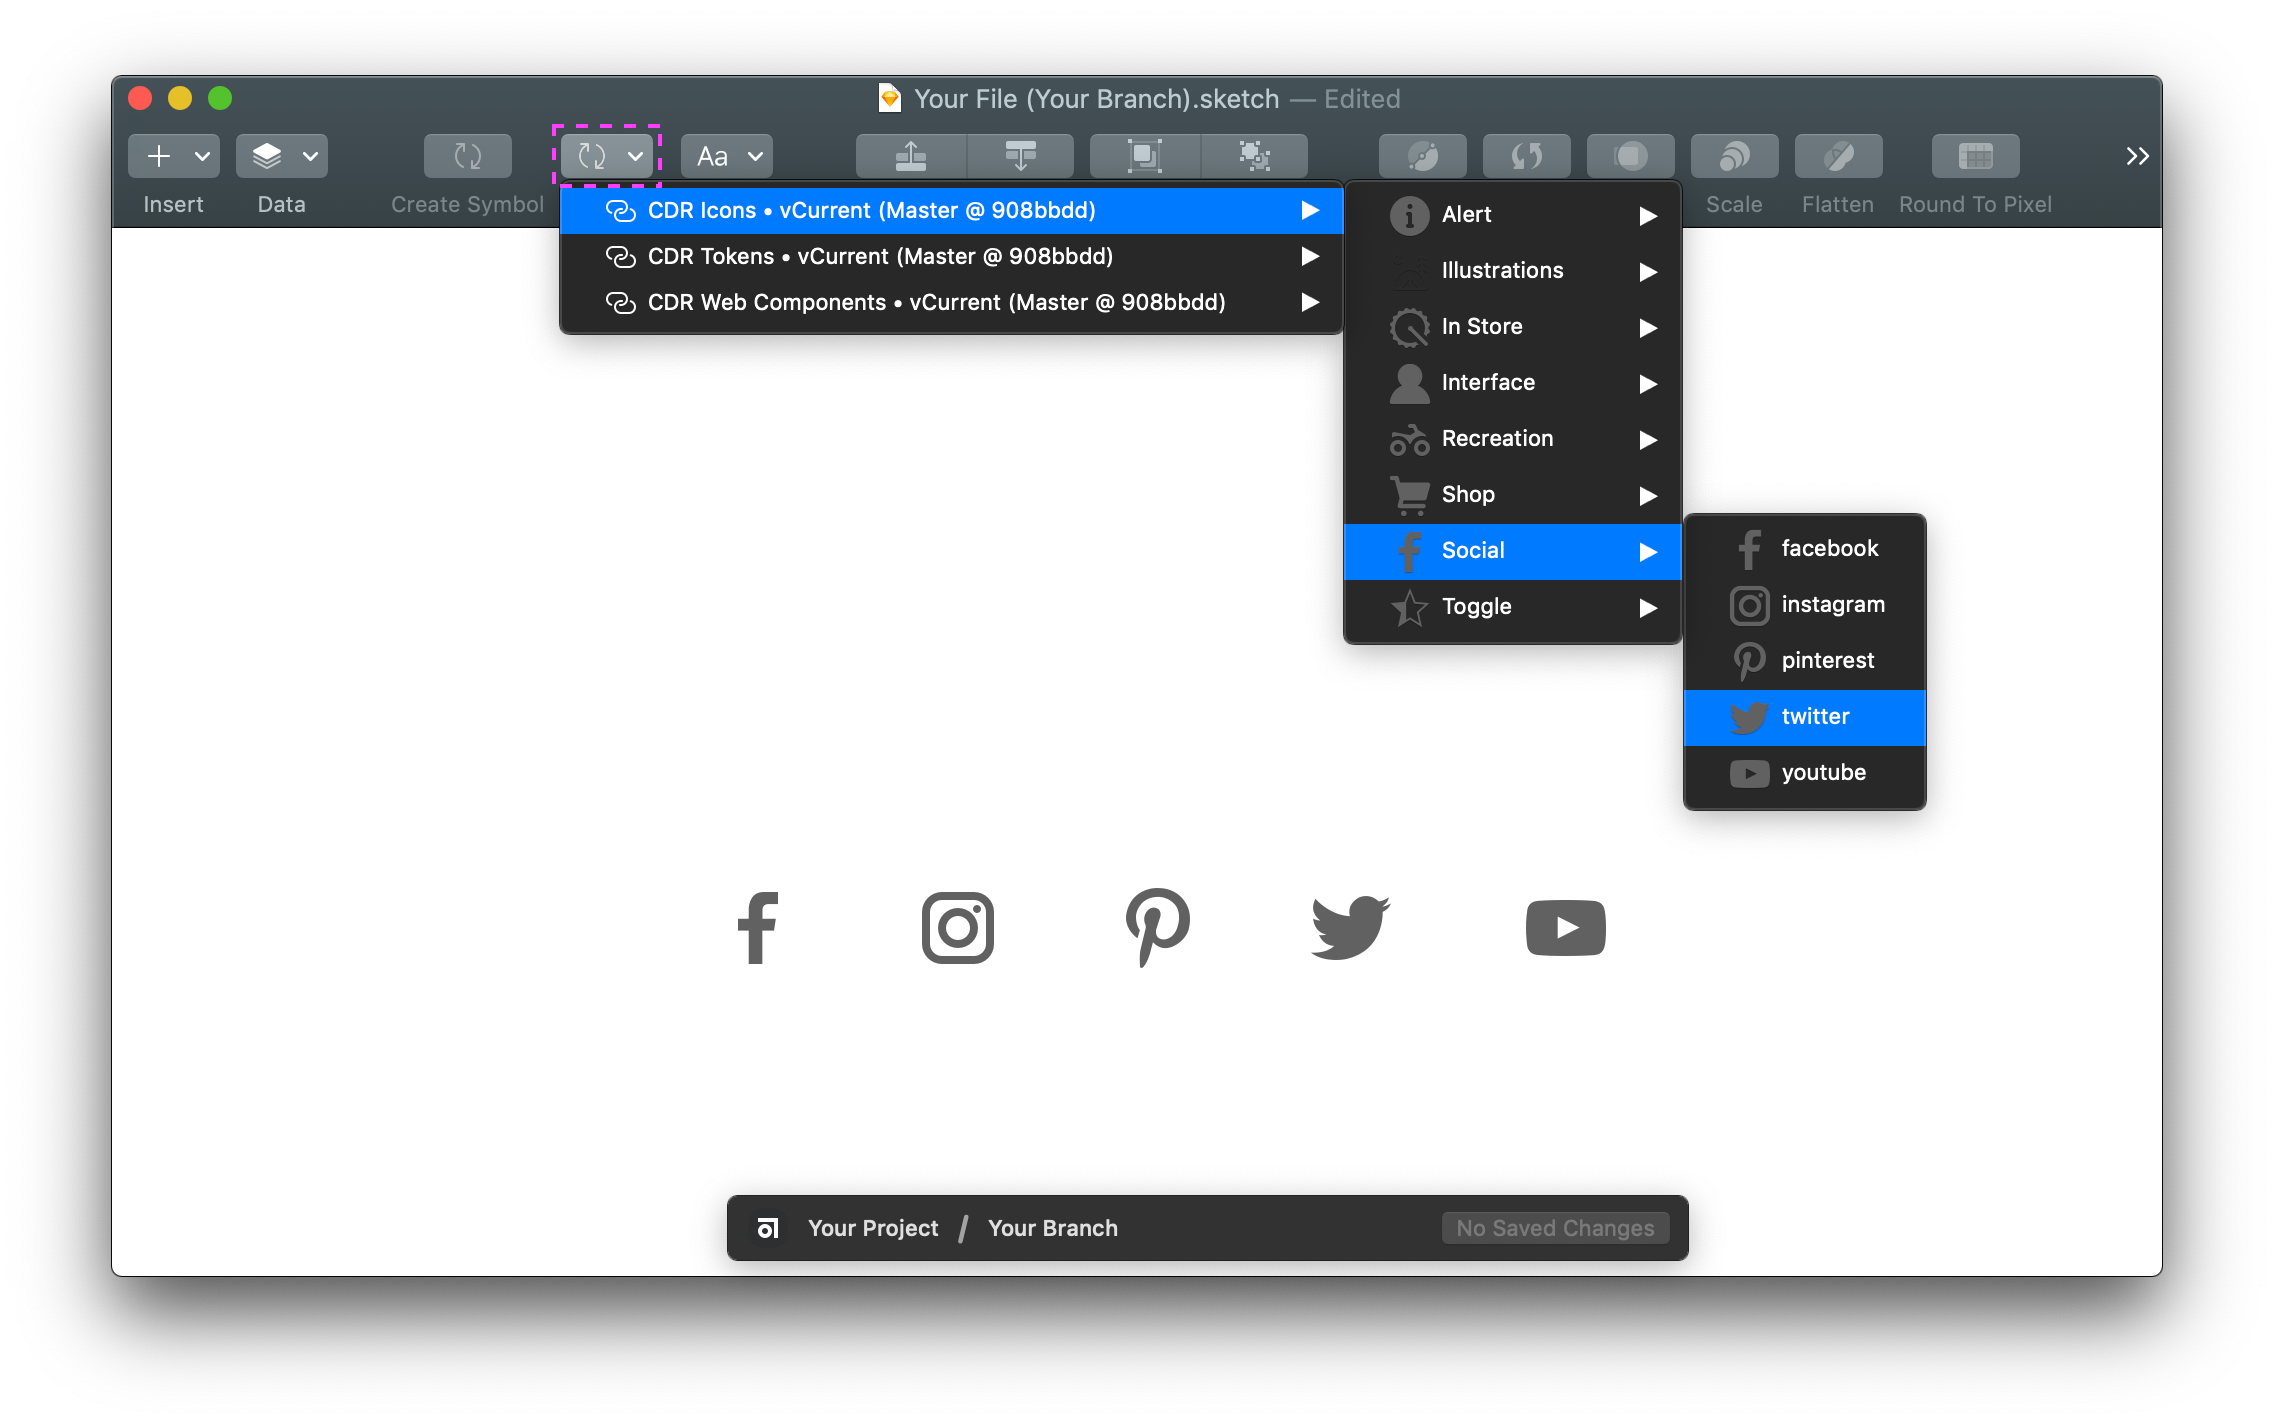 Your File (Your Branch).sketch — Edited
Aa
Insert
Data
Create Symbol
Scale
Flatten
Round To Pixel
CDR Icons • vCurrent (Master @ 908bbdd)
CDR Tokens • vCurrent (Master @ 908bbdd)
CDR Web Components • vCurrent (Master @ 908bbdd)
Alert
Illustrations
In Store
Interface
Recreation
Shop
Social
Toggle
facebook
instagram
pinterest
twitter
youtube
Your Project / Your Branch
No Saved Changes